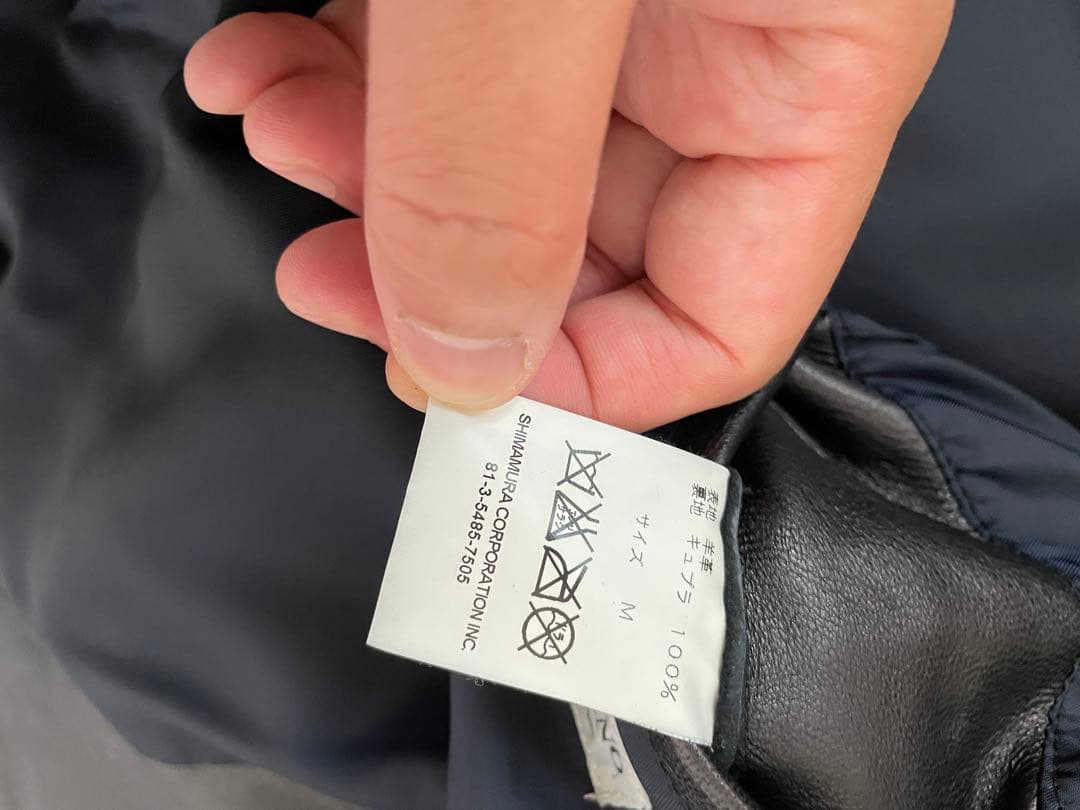 表地 羊革
裏地 キュプラ 100%
サイズ M
SHIMAMURA CORPORATION INC.
81-3-5485-7505
NO